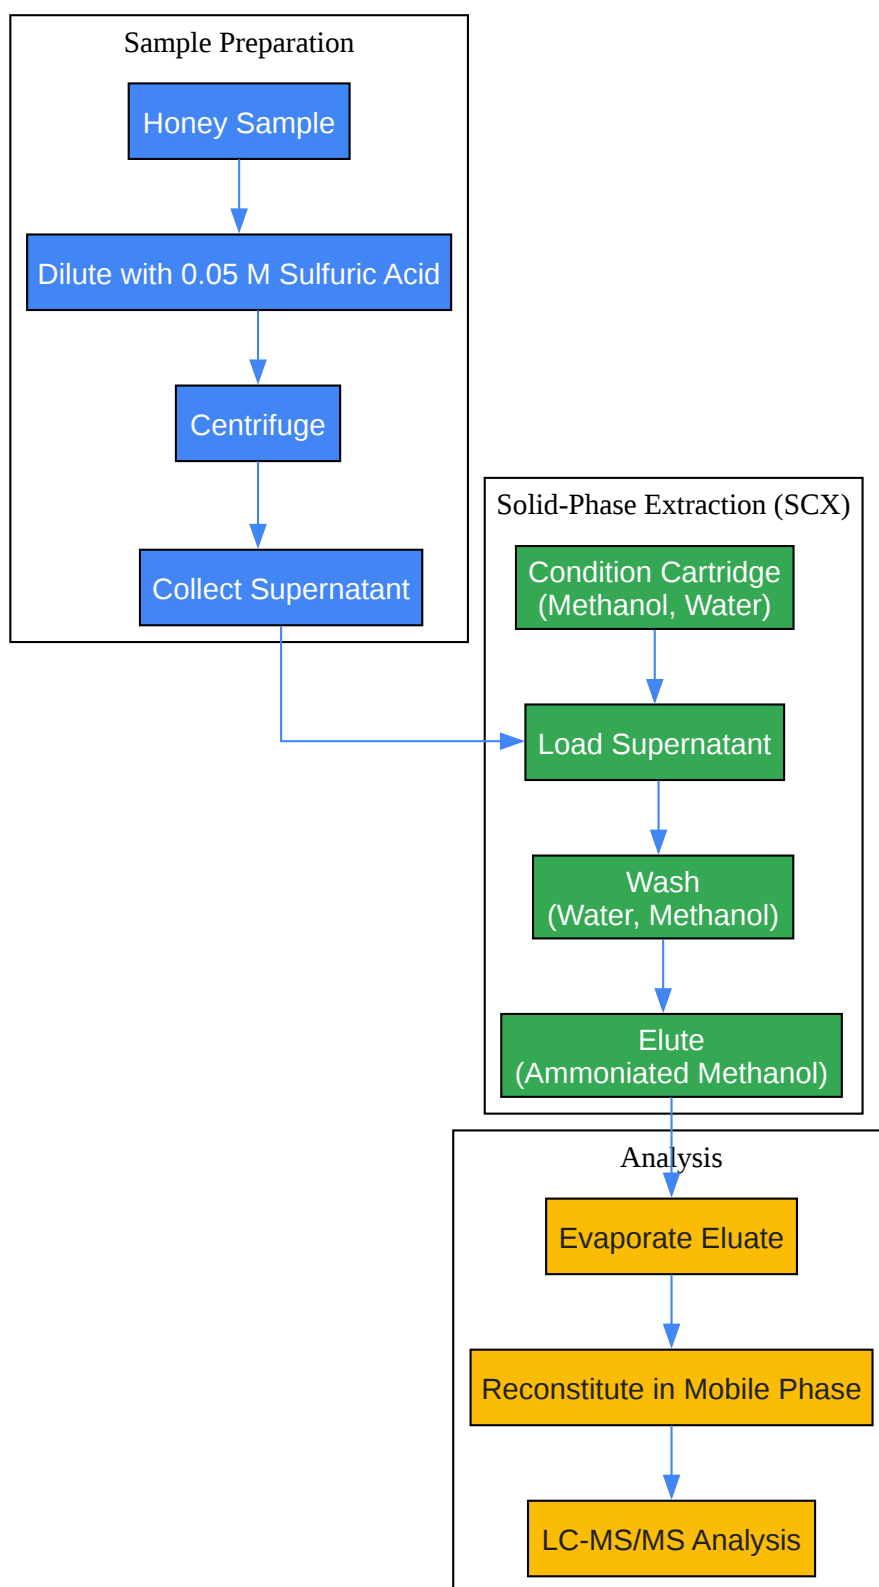 Sample Preparation
Honey Sample
Dilute with 0.05 M Sulfuric Acid
Centrifuge
Collect Supernatant
Solid-Phase Extraction (SCX)
Condition Cartridge
(Methanol, Water)
Load Supernatant
Wash
(Water, Methanol)
Elute
(Ammoniated Methanol)
Analysis
Evaporate Eluate
Reconstitute in Mobile Phase
LC-MS/MS Analysis